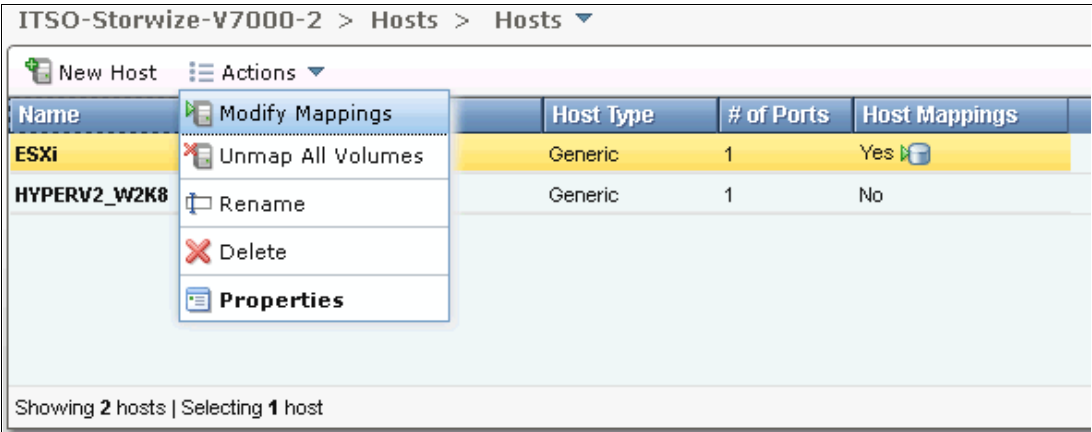 ITSO-Storwize-V7000-2 > Hosts > Hosts
New Host Actions
Name Host Type # of Ports Host Mappings
Modify Mappings
ESXi Generic 1 Yes
Unmap All Volumes
HYPERV2_W2K8 Generic 1 No
Rename
Delete
Properties
Showing 2 hosts | Selecting 1 host